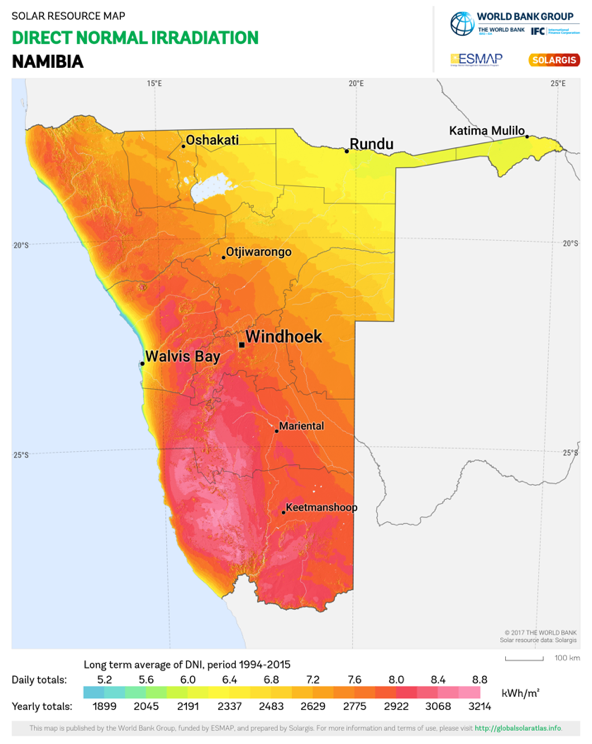 SOLAR RESOURCE MAP
DIRECT NORMAL IRRADIATION
NAMIBIA
WORLD BANK GROUP
THE WORLD BANK
IFC
ESMAP
SOLARGIS
15°E
20°E
25°E
Katima Mulilo
Oshakati
Rundu
20°S
20°S
Otjiwarongo
Windhoek
Walvis Bay
Mariental
25°S
25°S
Keetmanshoop
© 2017 THE WORLD BANK
Solar resource data: Solargis
100 km
Long term average of DNI, period 1994-2015
Daily totals: 5.2 5.6 6.0 6.4 6.8 7.2 7.6 8.0 8.4 8.8
kWh/m²
Yearly totals: 1899 2045 2191 2337 2483 2629 2775 2922 3068 3214
This map is published by the World Bank Group, funded by ESMAP, and prepared by Solargis. For more information and terms of use, please visit http://globalsolaratlas.info.